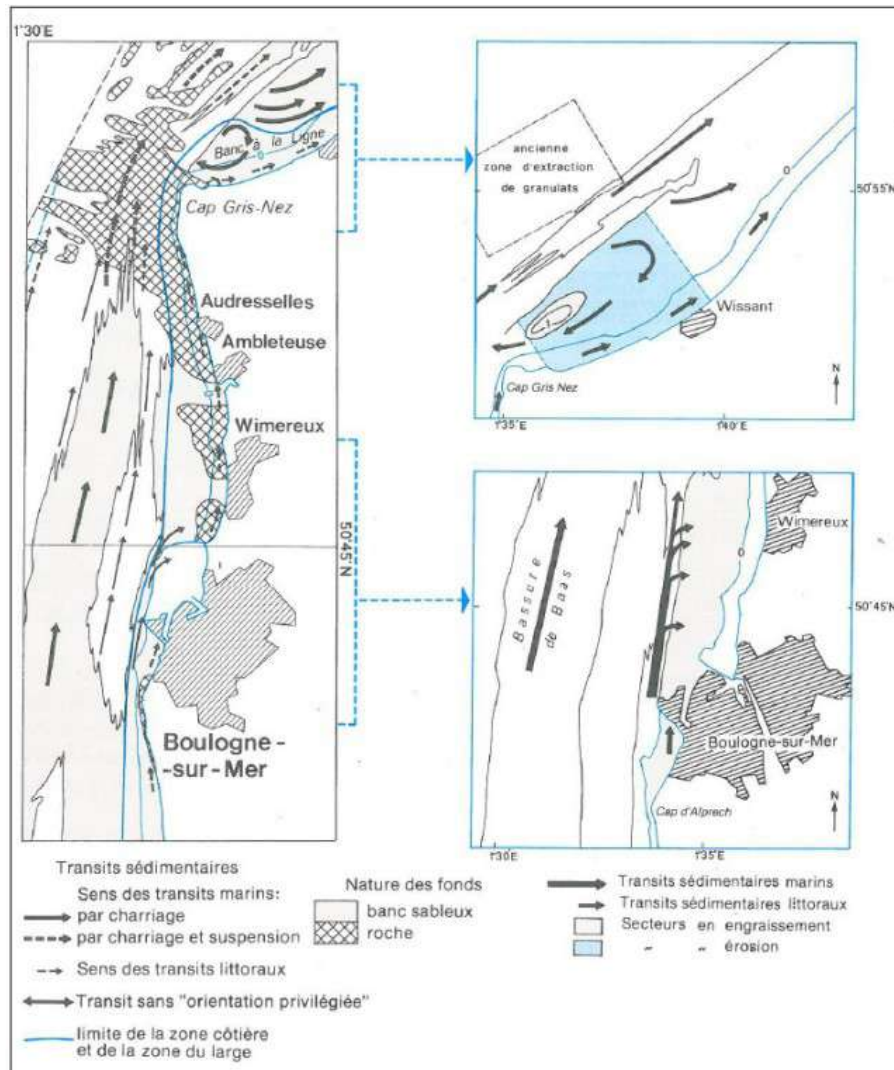 1°30'E
Banc à la Ligne
Cap Gris-Nez
Audresselles
Ambleteuse
Wimereux
50°45'N
Boulogne-
-sur-Mer
ancienne
zone d'extraction
de granulats
0
50°55'N
1
Wissant
Cap Gris Nez
N
1°35'E
1°40'E
Wimereux
0
Bassure
de Baas
50°45'N
Boulogne-sur-Mer
Cap d'Alprech
N
1°30'E
1°35'E
Transits sédimentaires
Sens des transits marins:
par charriage
par charriage et suspension
Sens des transits littoraux
Transit sans "orientation privilégiée"
limite de la zone côtière
et de la zone du large
Nature des fonds
banc sableux
roche
Transits sédimentaires marins
Transits sédimentaires littoraux
Secteurs en engraissement
" " érosion